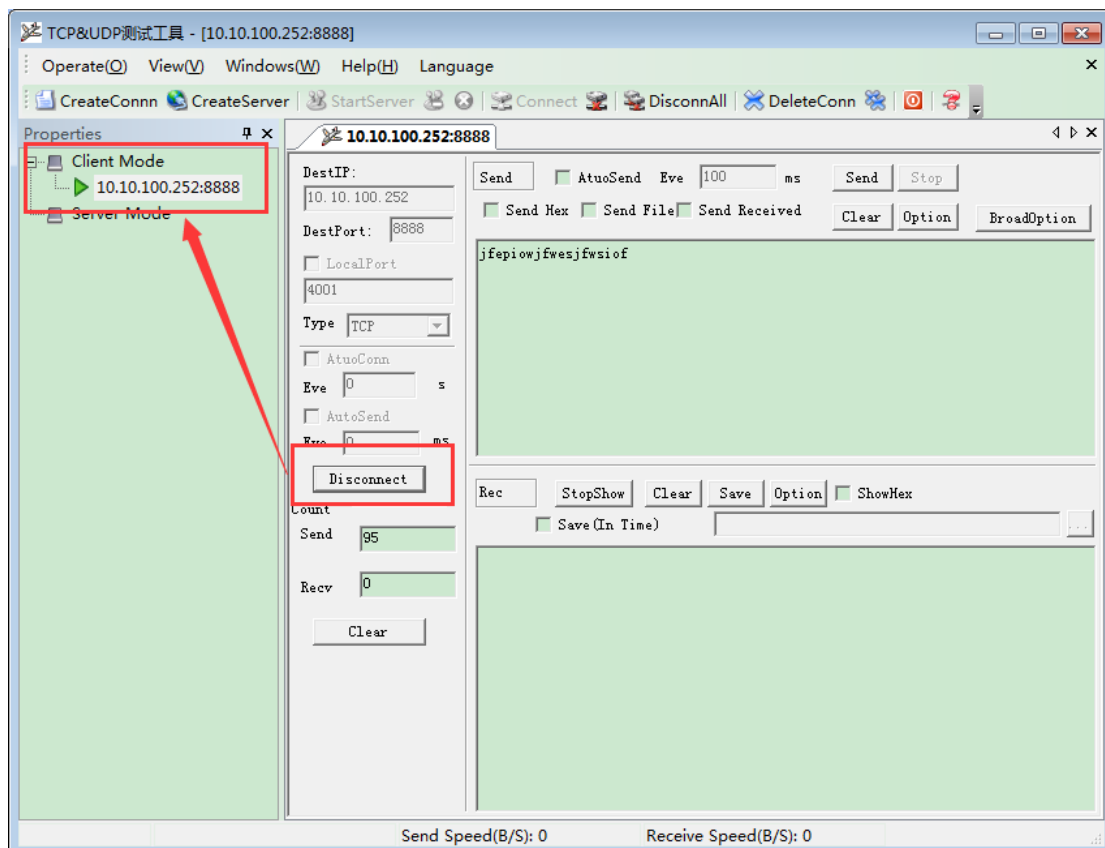 TCP&UDP测试工具 - [10.10.100.252:8888]
Operate(O) View(V) Windows(W) Help(H) Language
CreateConnn CreateServer StartServer Connect DisconnAll DeleteConn
Properties
10.10.100.252:8888
Client Mode
10.10.100.252:8888
Server Mode
DestIP:
10.10.100.252
DestPort: 8888
LocalPort
4001
Type TCP
AtuoConn
Eve 0 s
AutoSend
Eve 0 ms
Disconnect
Count
Send 95
Recv 0
Clear
Send AtuoSend Eve 100 ms Send Stop
Send Hex Send File Send Received Clear Option BroadOption
jfepiowjfwesjfwsiof
Rec StopShow Clear Save Option ShowHex
Save(In Time) ...
Send Speed(B/S): 0 Receive Speed(B/S): 0